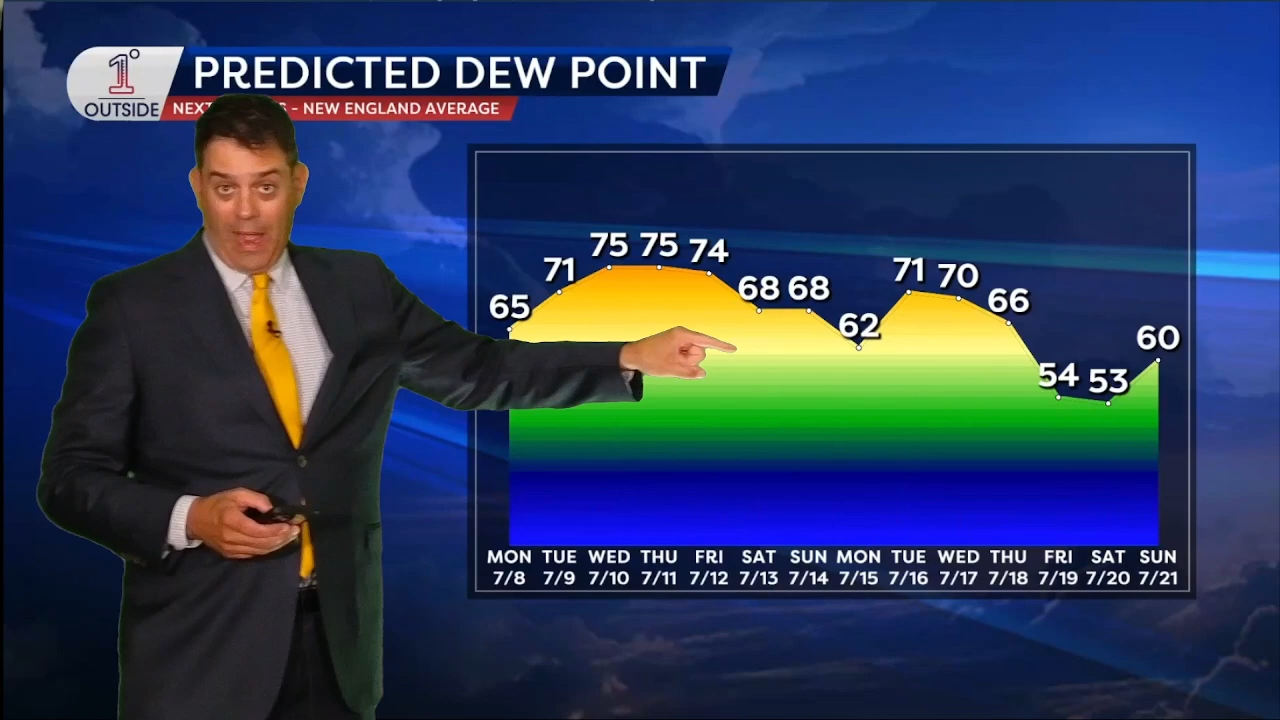 1°
OUTSIDE
PREDICTED DEW POINT
NEXT - NEW ENGLAND AVERAGE
65 71 75 75 74 68 68 62 71 70 66 54 53 60
MON TUE WED THU FRI SAT SUN MON TUE WED THU FRI SAT SUN
7/8 7/9 7/10 7/11 7/12 7/13 7/14 7/15 7/16 7/17 7/18 7/19 7/20 7/21